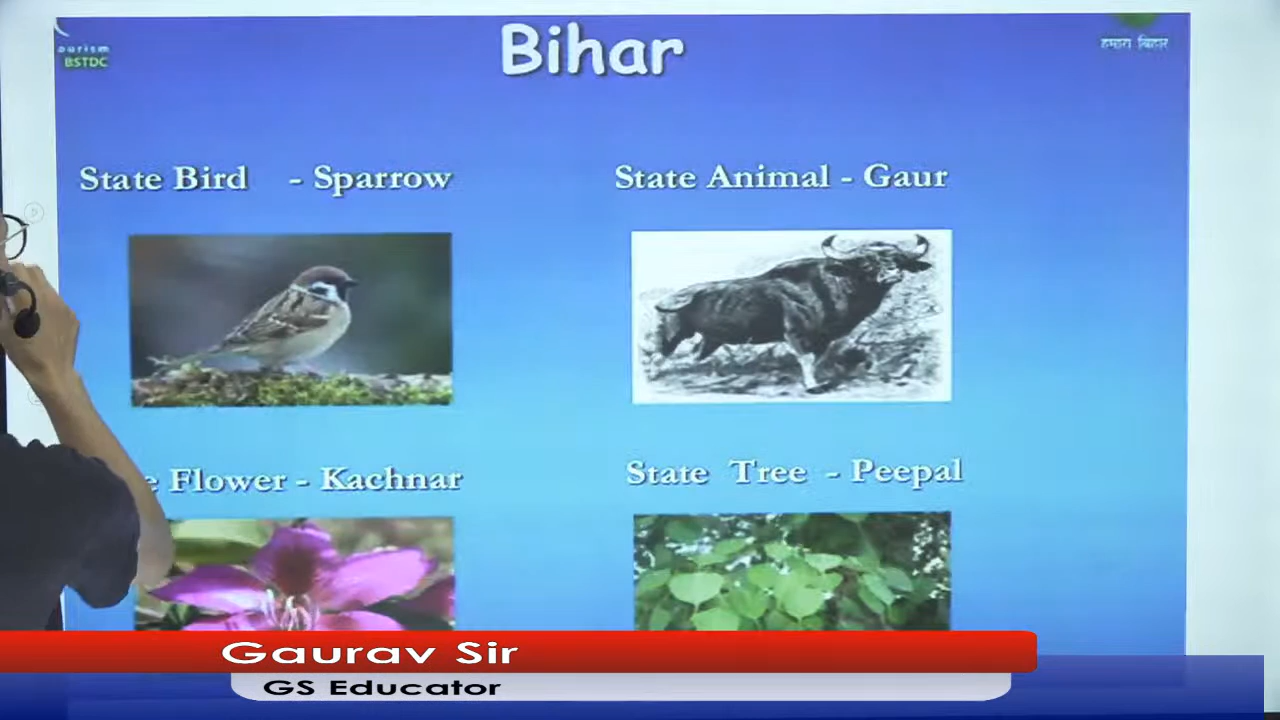 Bihar
ourism
BSTDC
हमारा बिहार
State Bird - Sparrow
State Animal - Gaur
e Flower - Kachnar
State Tree - Peepal
Gaurav Sir
GS Educator